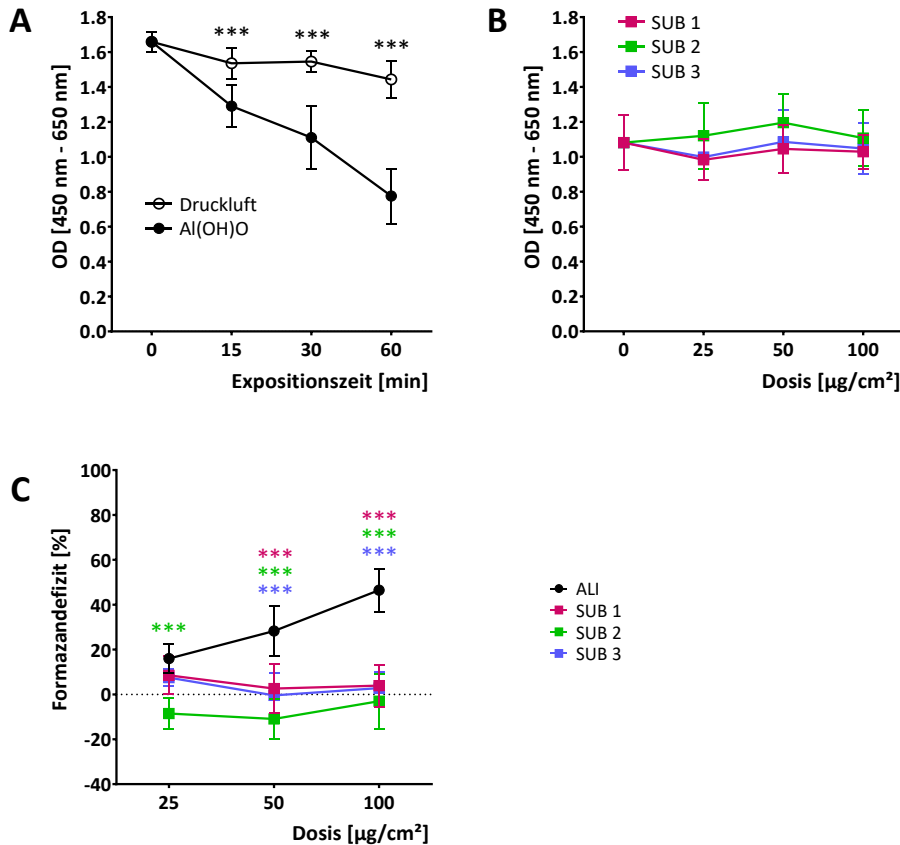 A
OD [450 nm - 650 nm]
1.8
1.6
1.4
1.2
1.0
0.8
0.6
0.4
0.2
0.0
***
***
***
Druckluft
Al(OH)O
0
15
30
60
Expositionszeit [min]
B
OD [450 nm - 650 nm]
1.8
1.6
1.4
1.2
1.0
0.8
0.6
0.4
0.2
0.0
SUB 1
SUB 2
SUB 3
0
25
50
100
Dosis [µg/cm²]
C
Formazandefizit [%]
100
80
60
40
20
0
-20
-40
***
***
***
***
***
***
***
25
50
100
Dosis [µg/cm²]
ALI
SUB 1
SUB 2
SUB 3